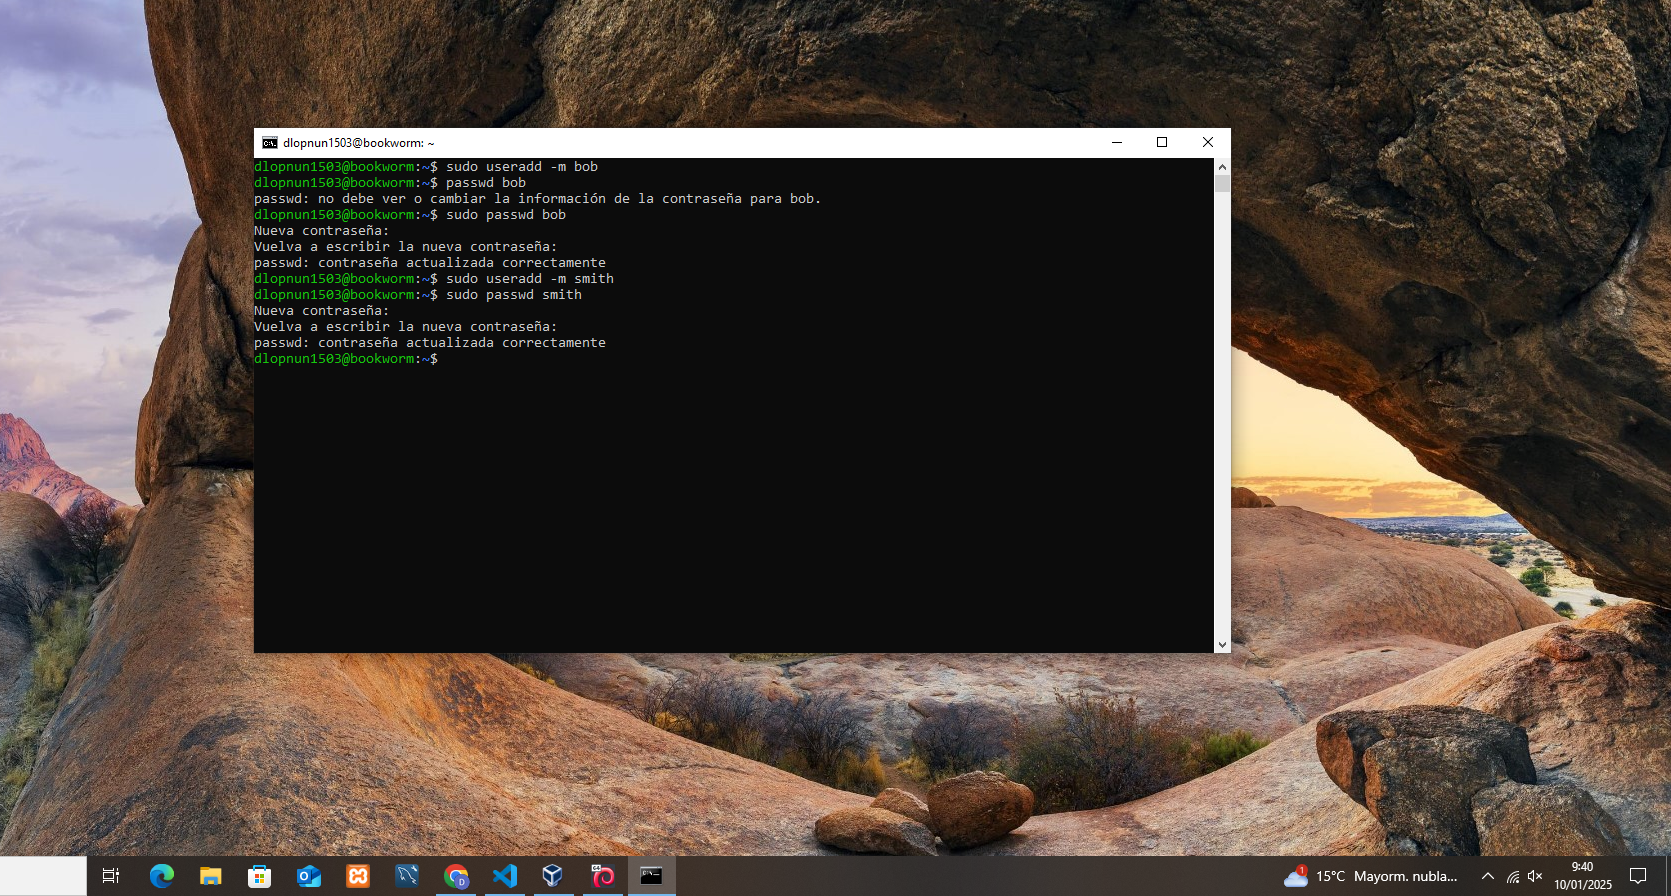 dlopnun1503@bookworm: ~
dlopnun1503@bookworm:~$ sudo useradd -m bob
dlopnun1503@bookworm:~$ passwd bob
passwd: no debe ver o cambiar la información de la contraseña para bob.
dlopnun1503@bookworm:~$ sudo passwd bob
Nueva contraseña:
Vuelva a escribir la nueva contraseña:
passwd: contraseña actualizada correctamente
dlopnun1503@bookworm:~$ sudo useradd -m smith
dlopnun1503@bookworm:~$ sudo passwd smith
Nueva contraseña:
Vuelva a escribir la nueva contraseña:
passwd: contraseña actualizada correctamente
dlopnun1503@bookworm:~$
1
15°C Mayorm. nubla...
9:40
10/01/2025